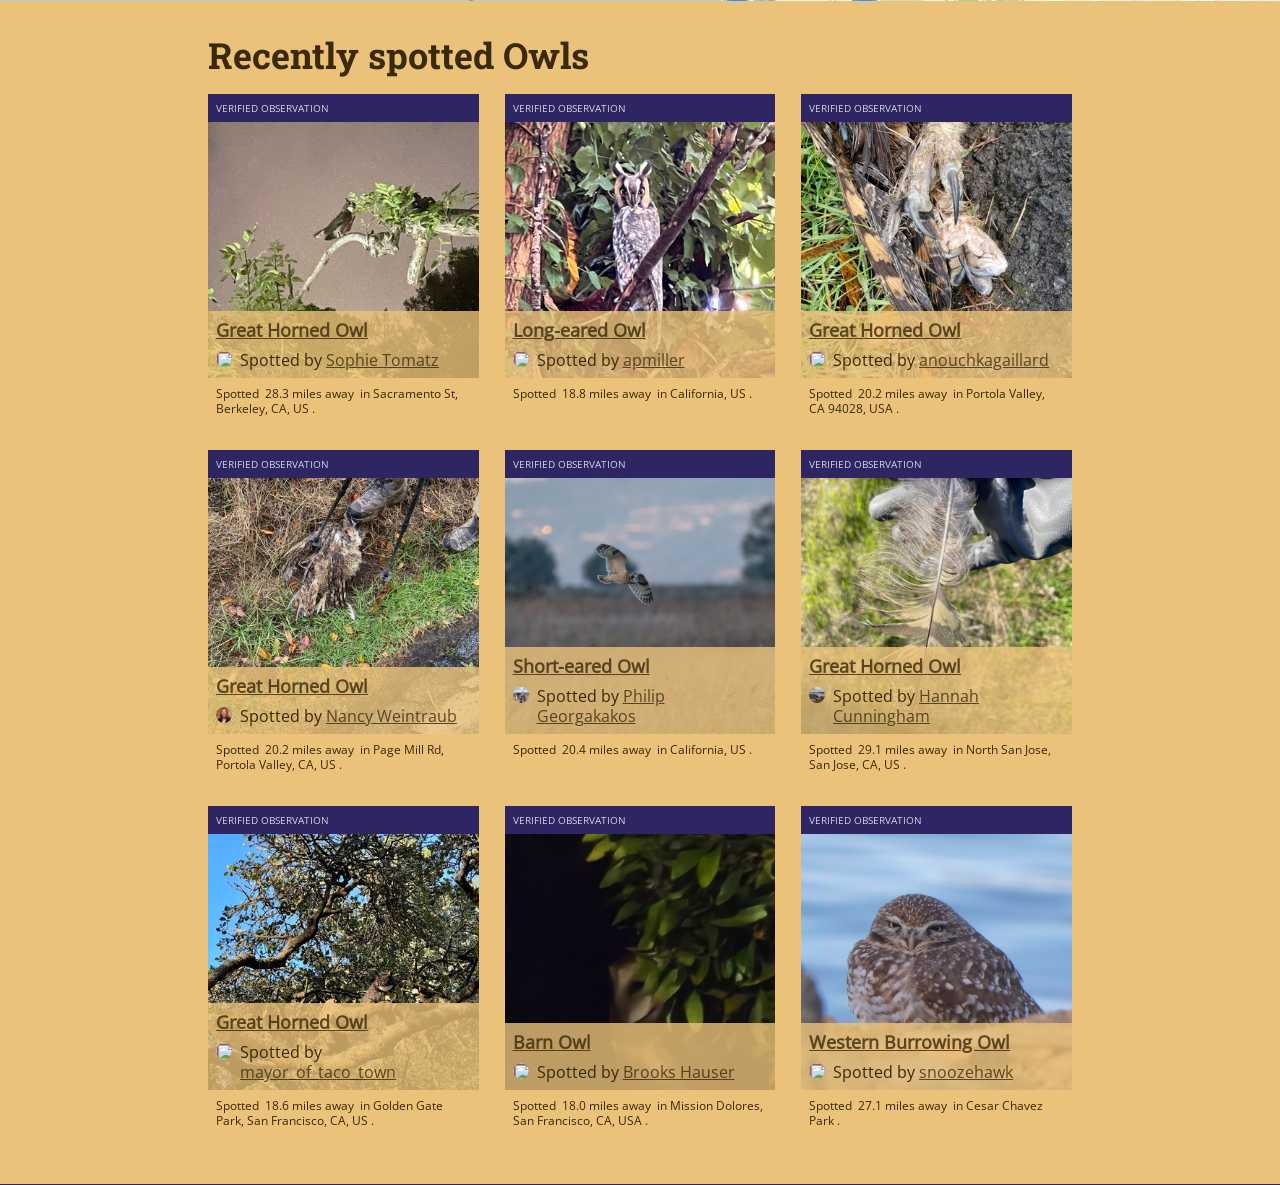 Recently spotted Owls
VERIFIED OBSERVATION
Great Horned Owl
Spotted by Sophie Tomatz
Spotted 28.3 miles away in Sacramento St,
Berkeley, CA, US .
VERIFIED OBSERVATION
Long-eared Owl
Spotted by apmiller
Spotted 18.8 miles away in California, US .
VERIFIED OBSERVATION
Great Horned Owl
Spotted by anouchkagaillard
Spotted 20.2 miles away in Portola Valley,
CA 94028, USA .
VERIFIED OBSERVATION
Great Horned Owl
Spotted by Nancy Weintraub
Spotted 20.2 miles away in Page Mill Rd,
Portola Valley, CA, US .
VERIFIED OBSERVATION
Short-eared Owl
Spotted by Philip
Georgakakos
Spotted 20.4 miles away in California, US .
VERIFIED OBSERVATION
Great Horned Owl
Spotted by Hannah
Cunningham
Spotted 29.1 miles away in North San Jose,
San Jose, CA, US .
VERIFIED OBSERVATION
Great Horned Owl
Spotted by
mayor_of_taco_town
Spotted 18.6 miles away in Golden Gate
Park, San Francisco, CA, US .
VERIFIED OBSERVATION
Barn Owl
Spotted by Brooks Hauser
Spotted 18.0 miles away in Mission Dolores,
San Francisco, CA, USA .
VERIFIED OBSERVATION
Western Burrowing Owl
Spotted by snoozehawk
Spotted 27.1 miles away in Cesar Chavez
Park .